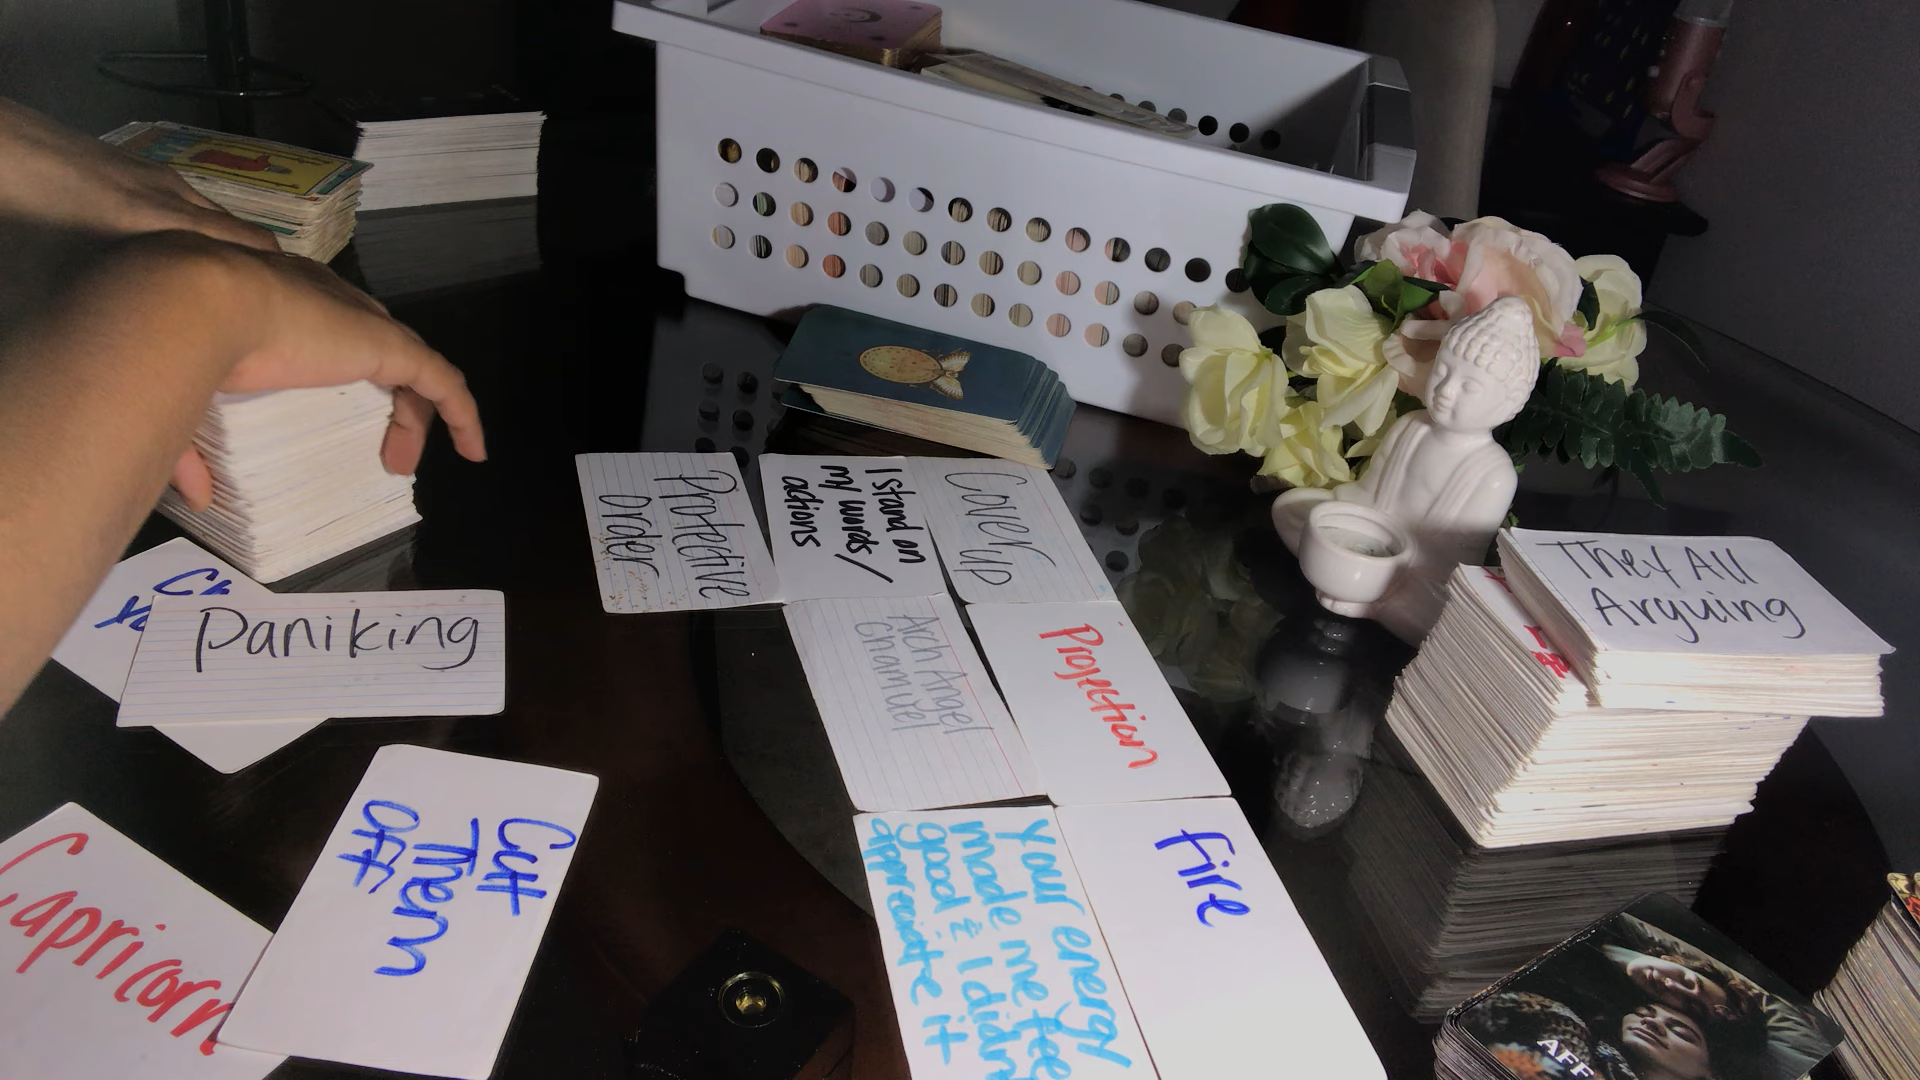 Protective
Order
I stand on
my words/
actions
Cover
up
They All
Arguing
Paniking
Arch Angel
Chamuel
Projection
Cut
Them
OFF
Capricorn
Your energy
made me feel
good & I didn't
appreciate it
Fire
AFF